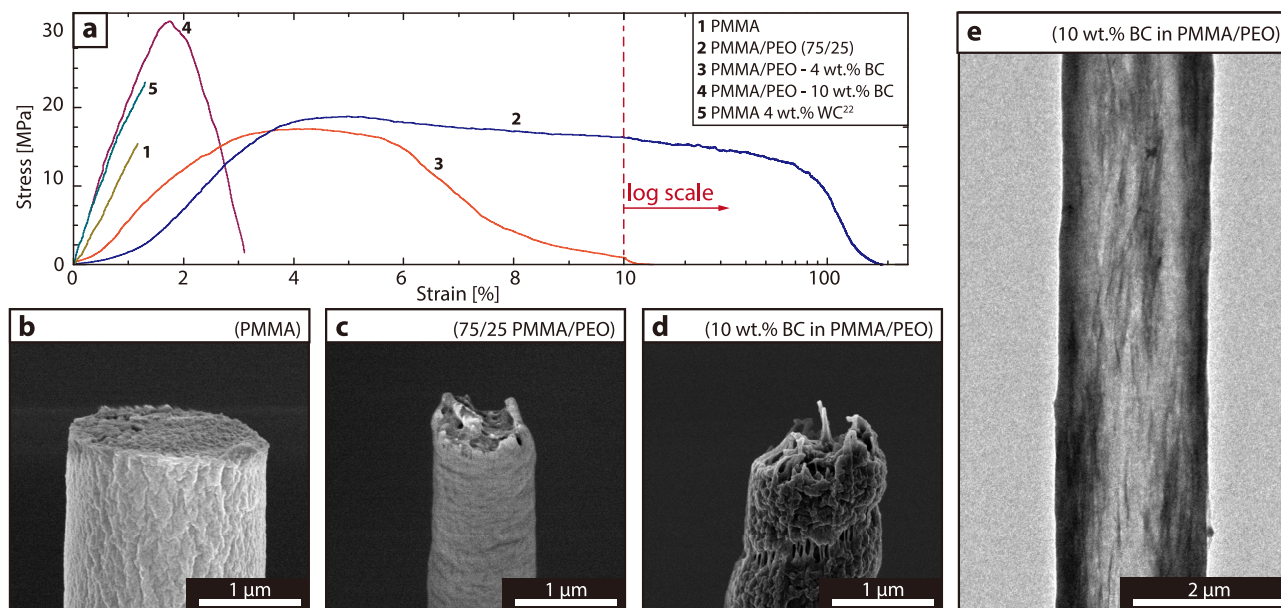 a
30
20
10
0
Stress [MPa]
0 2 4 6 8 10 100
Strain [%]
4
5
1
2
3
log scale
1 PMMA
2 PMMA/PEO (75/25)
3 PMMA/PEO - 4 wt.% BC
4 PMMA/PEO - 10 wt.% BC
5 PMMA 4 wt.% WC²²
b (PMMA)
1 µm
c (75/25 PMMA/PEO)
1 µm
d (10 wt.% BC in PMMA/PEO)
1 µm
e (10 wt.% BC in PMMA/PEO)
2 µm